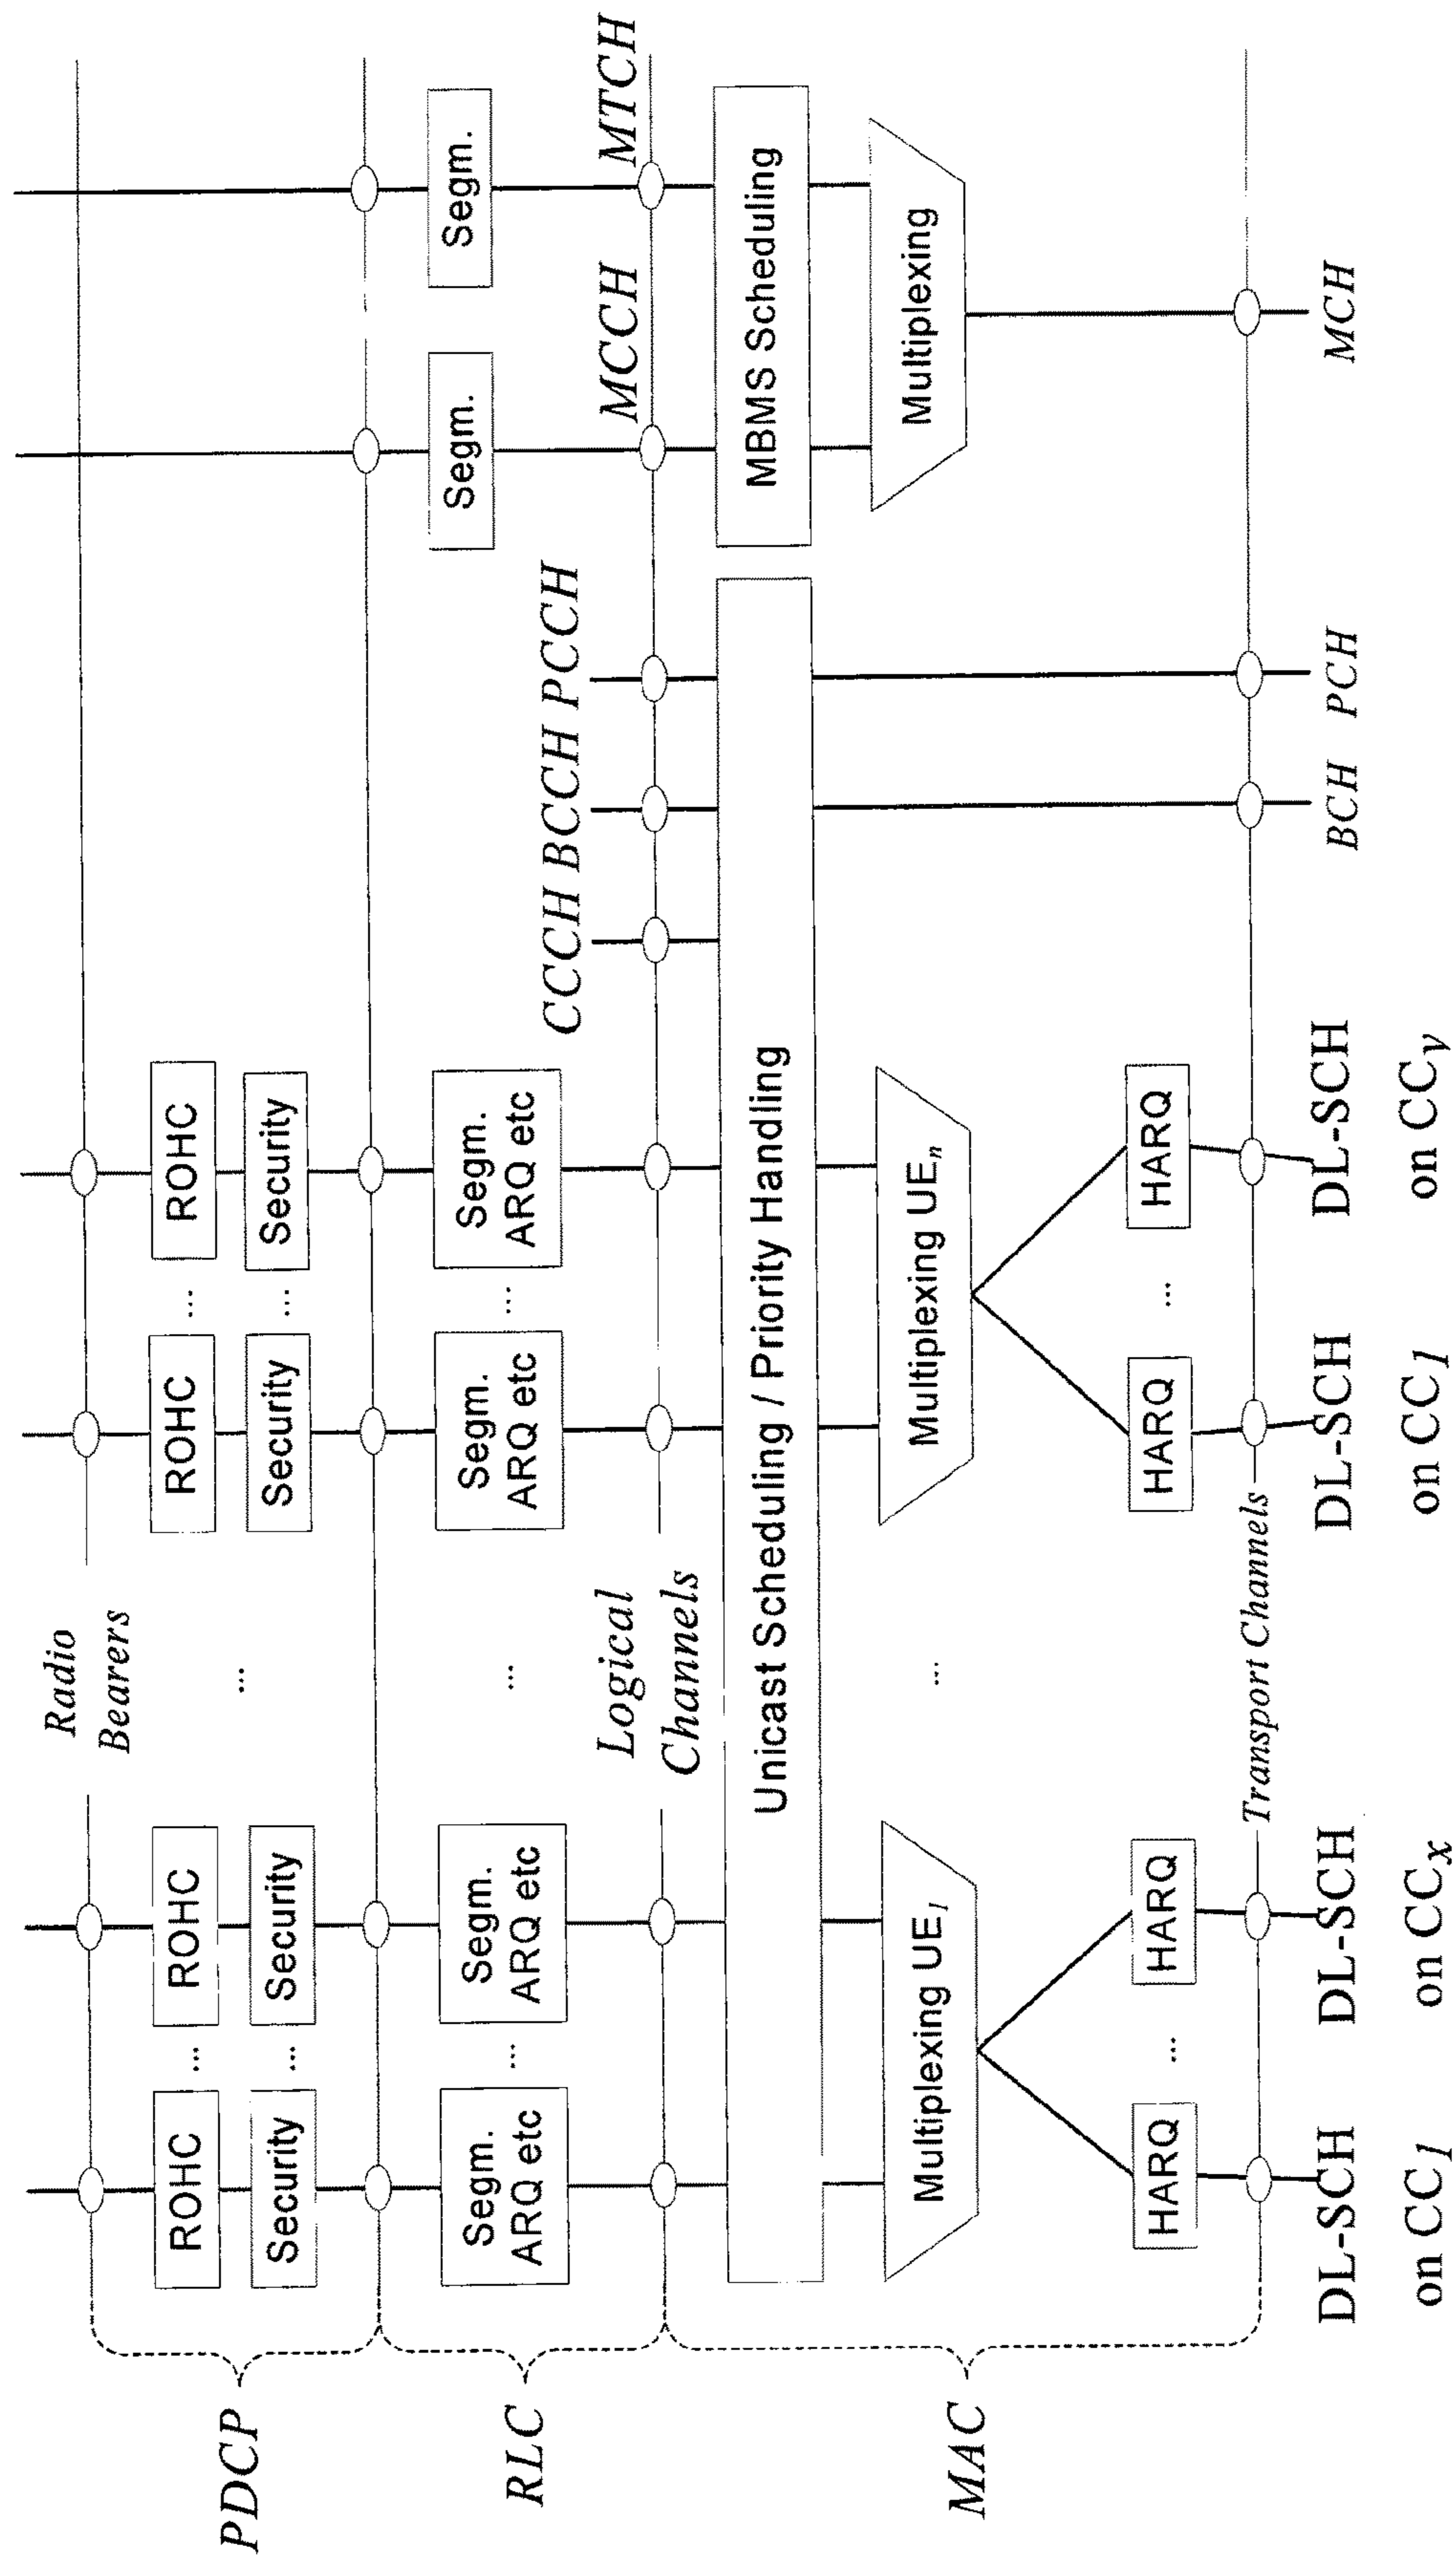 Radio
Bearers
PDCP
ROHC
...
ROHC
ROHC
...
ROHC
...
Security
...
Security
Security
...
Security
RLC
Segm.
ARQ etc
...
Segm.
ARQ etc
...
Segm.
ARQ etc
...
Segm.
ARQ etc
Segm.
Segm.
Logical
Channels
CCCH BCCH PCCH
MCCH
MTCH
MAC
Unicast Scheduling / Priority Handling
MBMS Scheduling
Multiplexing UE1
...
Multiplexing UEn
Multiplexing
HARQ
...
HARQ
HARQ
...
HARQ
Transport Channels
DL-SCH
on CC1
DL-SCH
on CCx
DL-SCH
on CC1
DL-SCH
on CCy
BCH
PCH
MCH